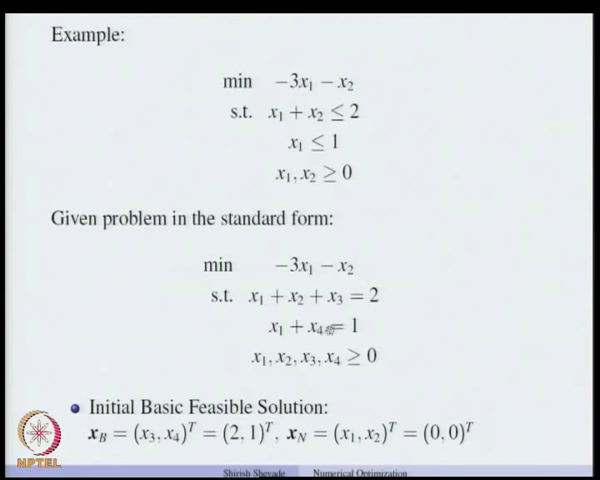 Example:
min −3x₁ − x₂
s.t. x₁ + x₂ ≤ 2
x₁ ≤ 1
x₁, x₂ ≥ 0
Given problem in the standard form:
min −3x₁ − x₂
s.t. x₁ + x₂ + x₃ = 2
x₁ + x₄ = 1
x₁, x₂, x₃, x₄ ≥ 0
Initial Basic Feasible Solution:
x_B = (x₃, x₄)ᵀ = (2, 1)ᵀ, x_N = (x₁, x₂)ᵀ = (0, 0)ᵀ
NPTEL
Shirish Shevade Numerical Optimization